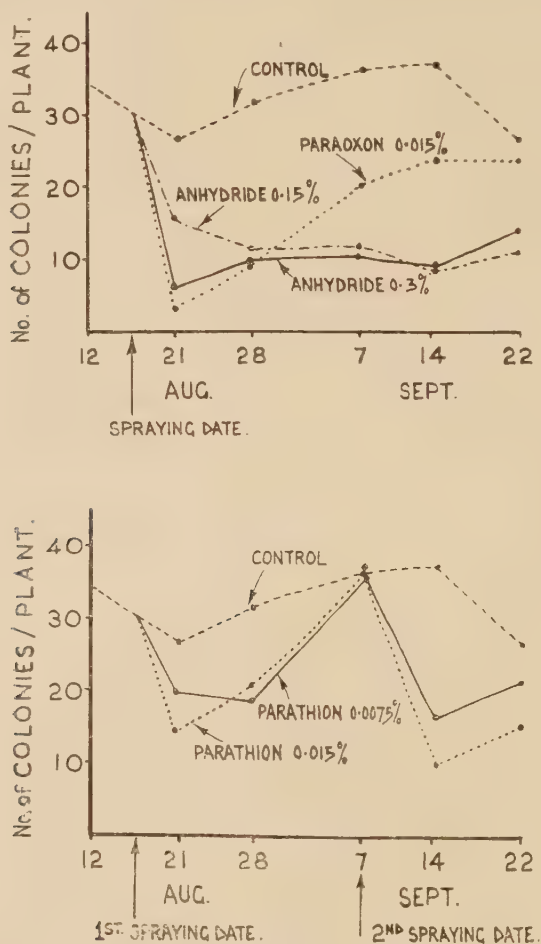 No. of COLONIES / PLANT.
40
30
20
10
CONTROL
PARAOXON 0·015%
ANHYDRIDE 0·15%
ANHYDRIDE 0·3%
12 21 28 7 14 22
AUG. SEPT.
SPRAYING DATE.
No. of COLONIES / PLANT.
40
30
20
10
CONTROL
PARATHION 0·0075%
PARATHION 0·015%
12 21 28 7 14 22
AUG. SEPT.
1ST. SPRAYING DATE. 2ND SPRAYING DATE.